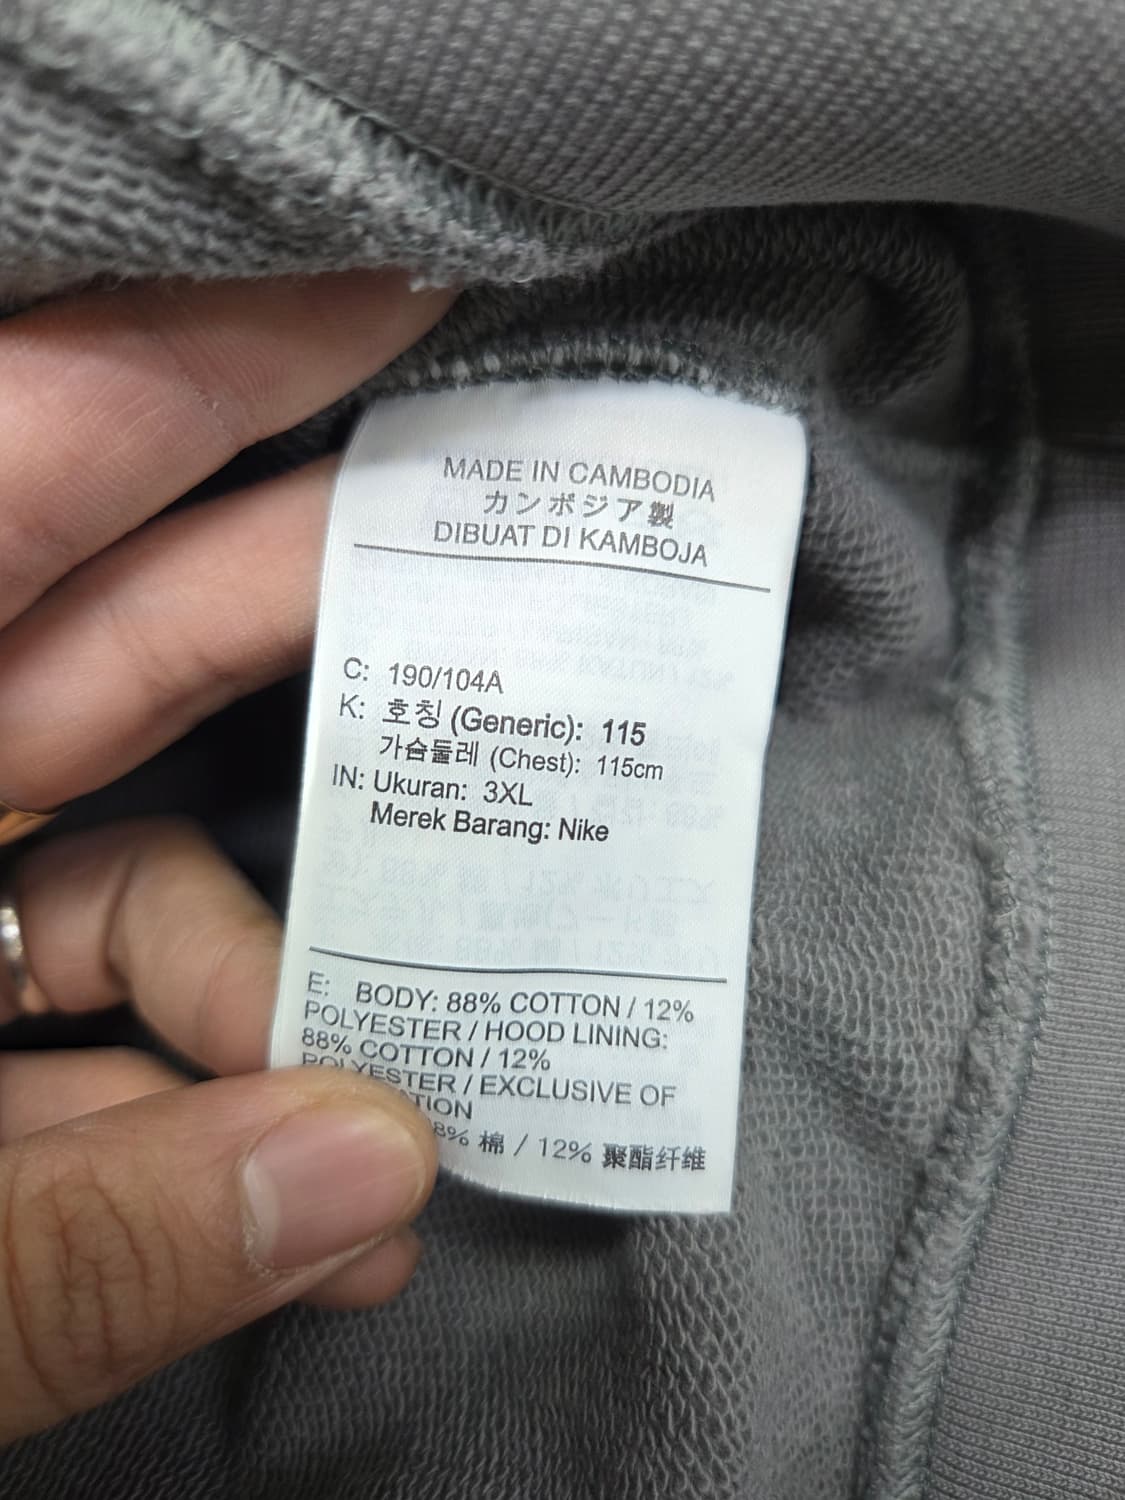 MADE IN CAMBODIA
カンボジア製
DIBUAT DI KAMBOJA
C: 190/104A
K: 호칭 (Generic): 115
가슴둘레 (Chest): 115cm
IN: Ukuran: 3XL
Merek Barang: Nike
E: BODY: 88% COTTON / 12%
POLYESTER / HOOD LINING:
88% COTTON / 12%
POLYESTER / EXCLUSIVE OF
棉 / 12% 聚酯纤维